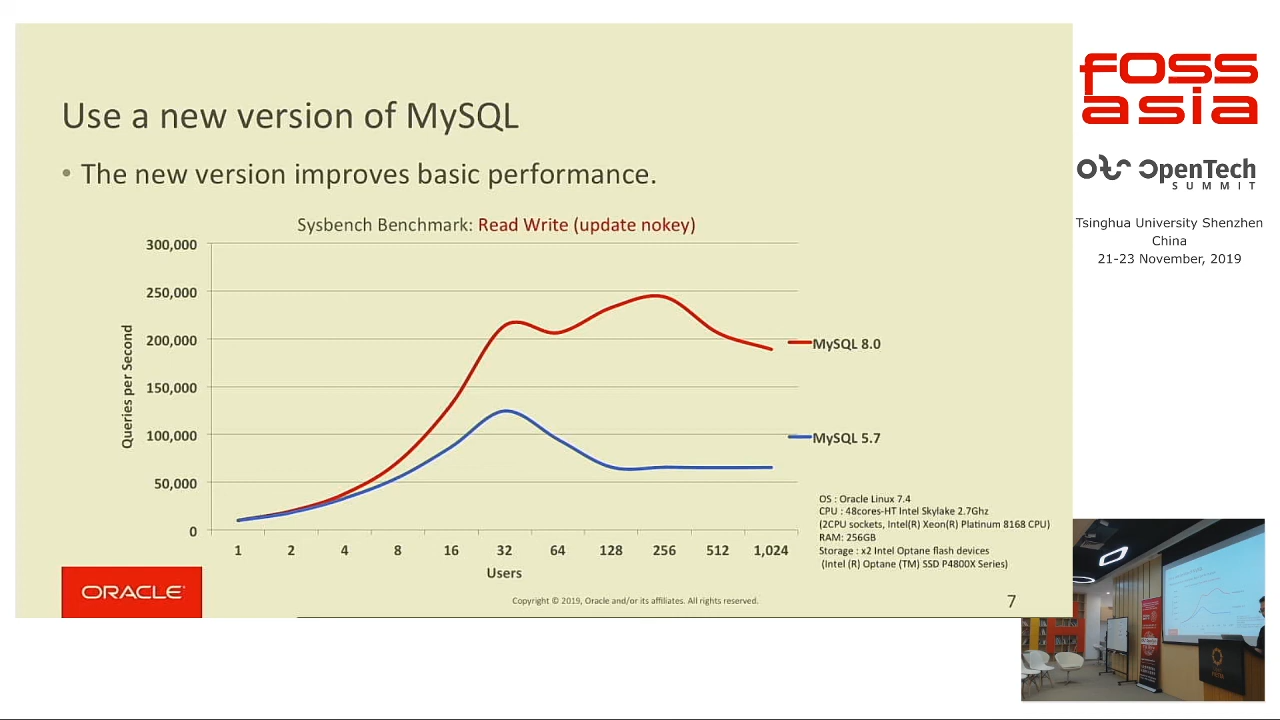 Use a new version of MySQL
• The new version improves basic performance.
Sysbench Benchmark: Read Write (update nokey)
300,000
250,000
200,000
150,000
100,000
50,000
0
Queries per Second
1 2 4 8 16 32 64 128 256 512 1,024
Users
MySQL 8.0
MySQL 5.7
OS : Oracle Linux 7.4
CPU : 48cores-HT Intel Skylake 2.7Ghz
(2CPU sockets, Intel(R) Xeon(R) Platinum 8168 CPU)
RAM: 256GB
Storage : x2 Intel Optane flash devices
(Intel (R) Optane (TM) SSD P4800X Series)
ORACLE
Copyright © 2019, Oracle and/or its affiliates. All rights reserved.
7
FOSS
asia
OpenTech
SUMMIT
Tsinghua University Shenzhen
China
21-23 November, 2019